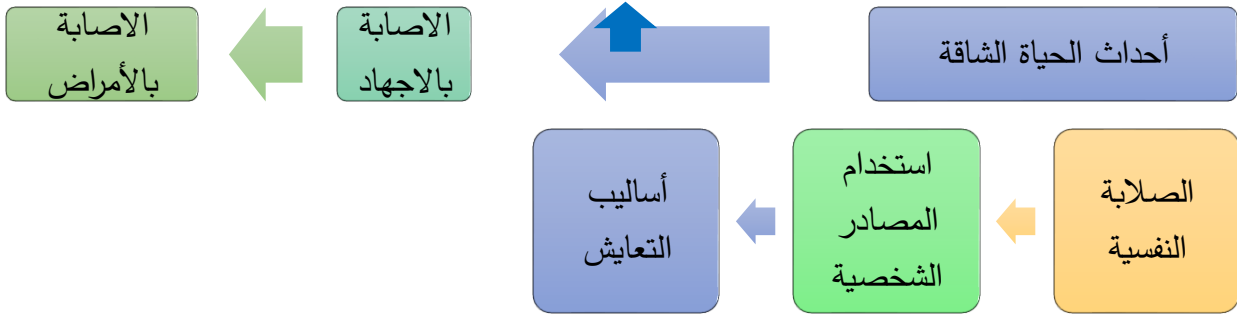 أحداث الحياة الشاقة
الاصابة
بالاجهاد
الاصابة
بالأمراض
الصلابة
النفسية
استخدام
المصادر
الشخصية
أساليب
التعايش